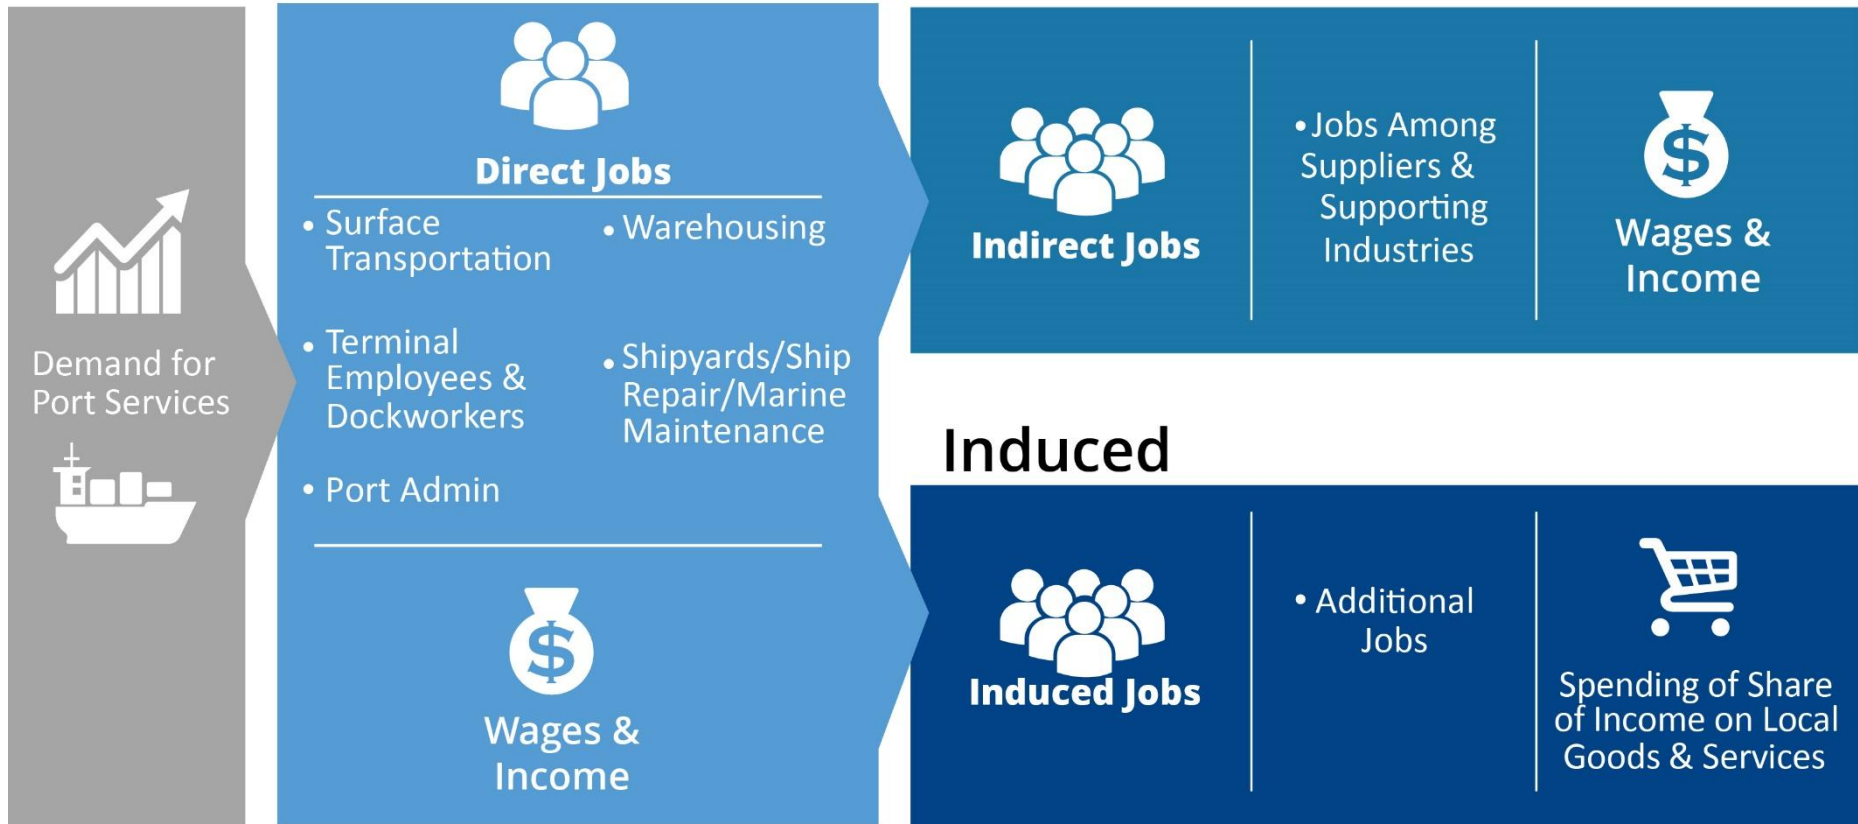 Demand for
Port Services
Direct Jobs
• Surface
Transportation
• Terminal
Employees &
Dockworkers
• Port Admin
• Warehousing
• Shipyards/Ship
Repair/Marine
Maintenance
$
Wages &
Income
Indirect Jobs
• Jobs Among
Suppliers &
Supporting
Industries
$
Wages &
Income
Induced
Induced Jobs
• Additional
Jobs
Spending of Share
of Income on Local
Goods & Services